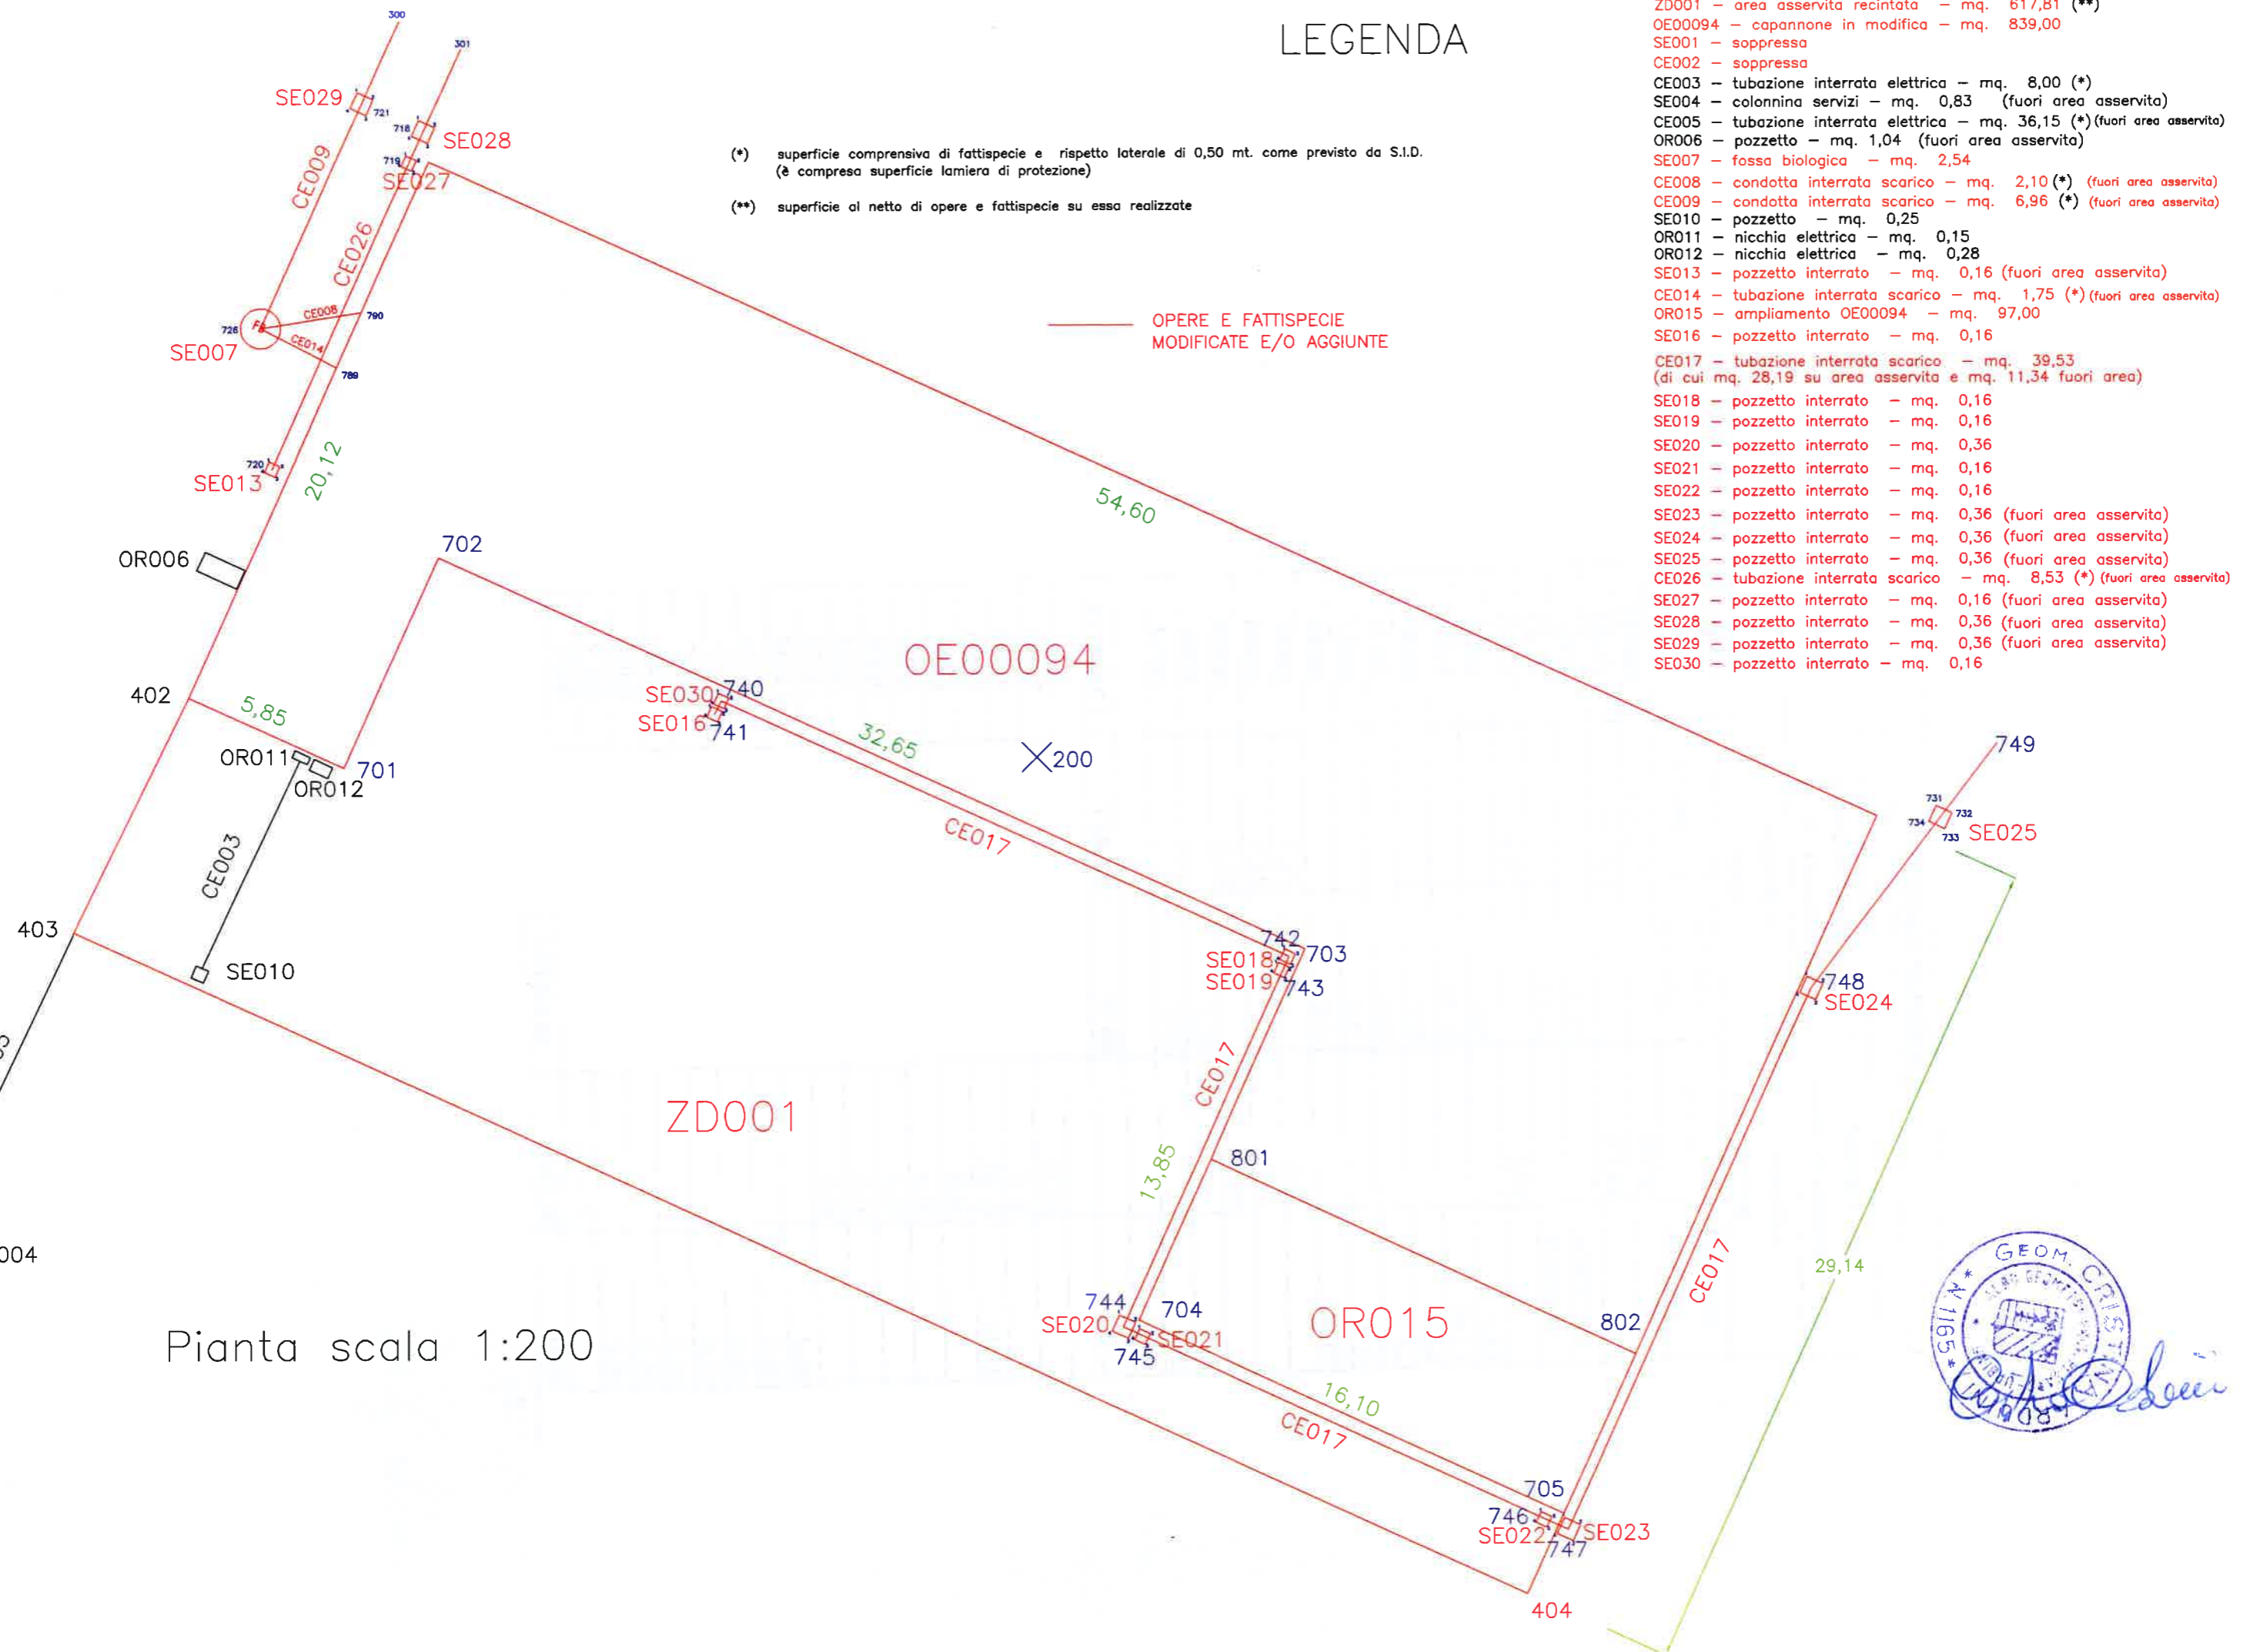 LEGENDA
(*) superficie comprensiva di fattispecie e rispetto laterale di 0,50 mt. come previsto da S.I.D.
(è compresa superficie lamiera di protezione)
(**) superficie al netto di opere e fattispecie su essa realizzate
OPERE E FATTISPECIE
MODIFICATE E/O AGGIUNTE
ZD001 – area asservita recintata – mq. 617,81 (**)
OE00094 – capannone in modifica – mq. 839,00
SE001 – soppressa
CE002 – soppressa
CE003 – tubazione interrata elettrica – mq. 8,00 (*)
SE004 – colonnina servizi – mq. 0,83 (fuori area asservita)
CE005 – tubazione interrata elettrica – mq. 36,15 (*) (fuori area asservita)
OR006 – pozzetto – mq. 1,04 (fuori area asservita)
SE007 – fossa biologica – mq. 2,54
CE008 – condotta interrata scarico – mq. 2,10 (*) (fuori area asservita)
CE009 – condotta interrata scarico – mq. 6,96 (*) (fuori area asservita)
SE010 – pozzetto – mq. 0,25
OR011 – nicchia elettrica – mq. 0,15
OR012 – nicchia elettrica – mq. 0,28
SE013 – pozzetto interrato – mq. 0,16 (fuori area asservita)
CE014 – tubazione interrata scarico – mq. 1,75 (*) (fuori area asservita)
OR015 – ampliamento OE00094 – mq. 97,00
SE016 – pozzetto interrato – mq. 0,16
CE017 – tubazione interrata scarico – mq. 39,53
(di cui mq. 28,19 su area asservita e mq. 11,34 fuori area)
SE018 – pozzetto interrato – mq. 0,16
SE019 – pozzetto interrato – mq. 0,16
SE020 – pozzetto interrato – mq. 0,36
SE021 – pozzetto interrato – mq. 0,16
SE022 – pozzetto interrato – mq. 0,16
SE023 – pozzetto interrato – mq. 0,36 (fuori area asservita)
SE024 – pozzetto interrato – mq. 0,36 (fuori area asservita)
SE025 – pozzetto interrato – mq. 0,36 (fuori area asservita)
CE026 – tubazione interrata scarico – mq. 8,53 (*) (fuori area asservita)
SE027 – pozzetto interrato – mq. 0,16 (fuori area asservita)
SE028 – pozzetto interrato – mq. 0,36 (fuori area asservita)
SE029 – pozzetto interrato – mq. 0,36 (fuori area asservita)
SE030 – pozzetto interrato – mq. 0,16
300
301
SE029
721
718
SE028
719
SE027
CE009
CE026
CE008
790
726
SE007
CE014
789
720
SE013
20,12
54,60
OR006
702
OE00094
402
5,85
SE030
740
SE016
741
32,65
200
749
OR011
701
OR012
731
732
734
733
SE025
CE003
CE017
403
SE010
742
703
SE018
SE019
743
748
SE024
CE017
ZD001
801
13,85
004
CE017
29,14
744
704
SE020
SE021
745
OR015
802
Pianta scala 1:200
16,10
CE017
705
746
SE022
SE023
747
404
GEOM. CRISTINA
N.1165